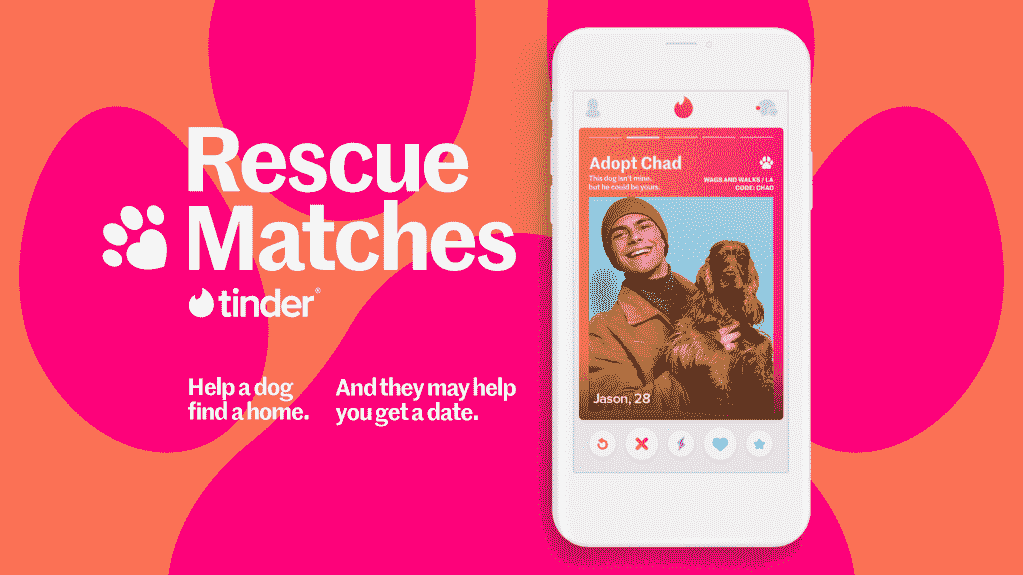 Rescue
Matches
tinder®
Help a dog
find a home.
And they may help
you get a date.
Adopt Chad
This dog isn't mine,
but he could be yours.
WAGS AND WALKS / LA
CODE: CHAD
Jason, 28